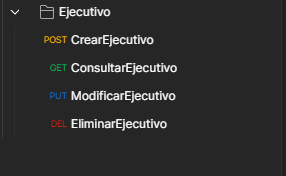 Ejecutivo
POST CrearEjecutivo
GET ConsultarEjecutivo
PUT ModificarEjecutivo
DEL EliminarEjecutivo